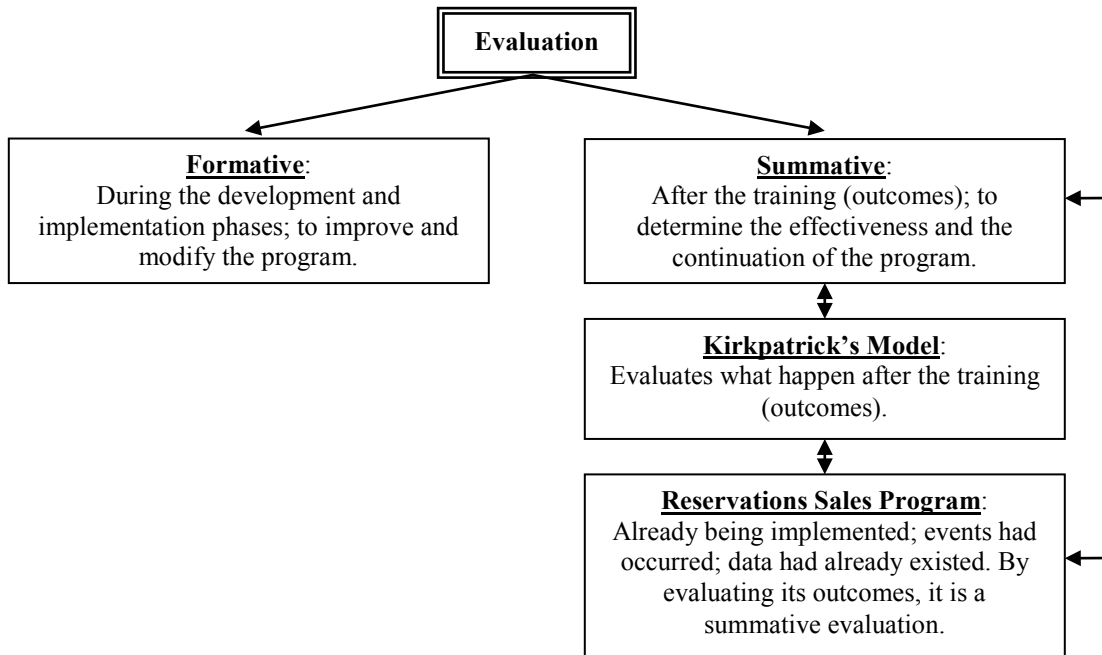 Evaluation
Formative:
During the development and
implementation phases; to improve and
modify the program.
Summative:
After the training (outcomes); to
determine the effectiveness and the
continuation of the program.
Kirkpatrick’s Model:
Evaluates what happen after the training
(outcomes).
Reservations Sales Program:
Already being implemented; events had
occurred; data had already existed. By
evaluating its outcomes, it is a
summative evaluation.